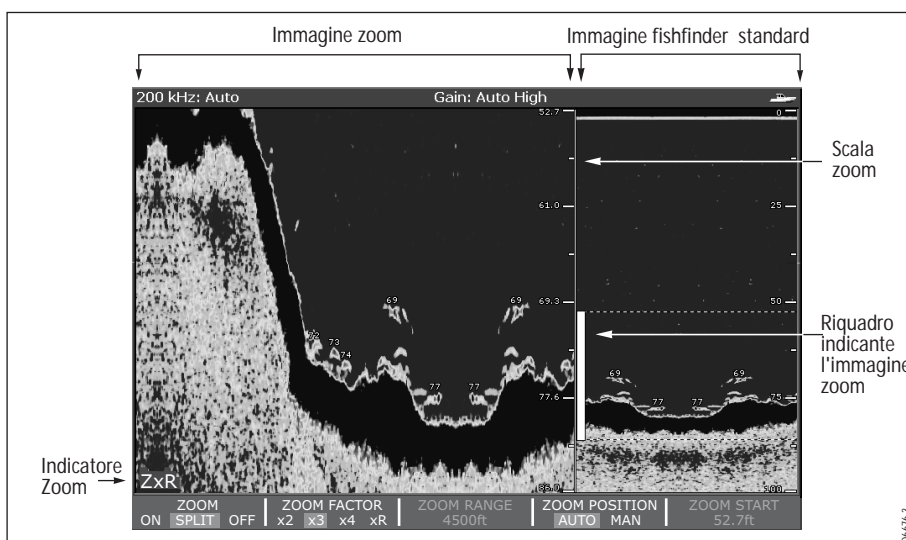 Immagine zoom
Immagine fishfinder standard
200 kHz: Auto
Gain: Auto High
52.7
0
Scala
zoom
61.0
25
69.3
50
69
69
72
73
74
Riquadro
indicante
l'immagine
zoom
69
69
77
77
77.6
75
77
77
Indicatore
Zoom
ZxR
86.0
100
ZOOM
ON SPLIT OFF
ZOOM FACTOR
x2 x3 x4 xR
ZOOM RANGE
4500ft
ZOOM POSITION
AUTO MAN
ZOOM START
52.7ft